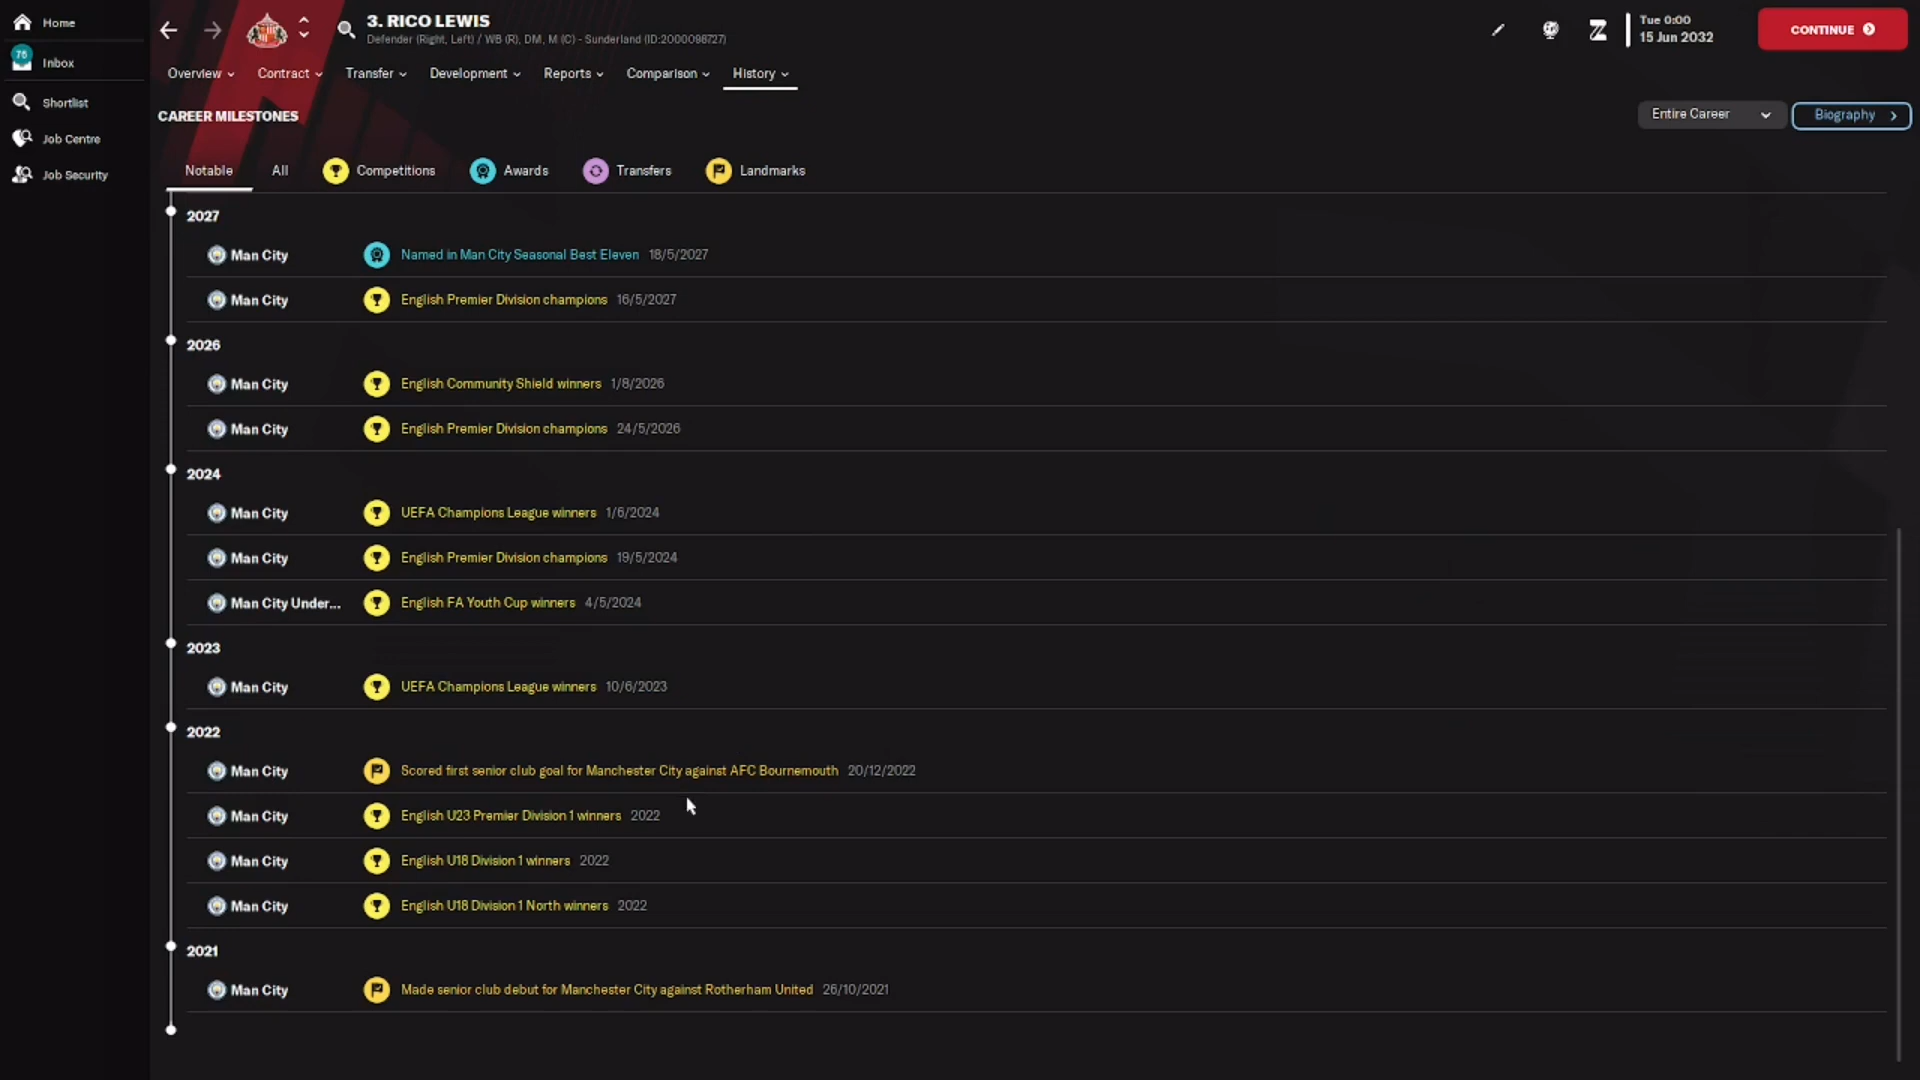 Home
76
Inbox
Shortlist
Job Centre
Job Security
3. RICO LEWIS
Defender (Right, Left) / WB (R), DM, M (C) - Sunderland (ID:2000098727)
Tue 0:00
15 Jun 2032
CONTINUE
Overview
Contract
Transfer
Development
Reports
Comparison
History
CAREER MILESTONES
Entire Career
Biography
Notable
All
Competitions
Awards
Transfers
Landmarks
2027
Man City Named in Man City Seasonal Best Eleven 18/5/2027
Man City English Premier Division champions 16/5/2027
2026
Man City English Community Shield winners 1/8/2026
Man City English Premier Division champions 24/5/2026
2024
Man City UEFA Champions League winners 1/6/2024
Man City English Premier Division champions 19/5/2024
Man City Under... English FA Youth Cup winners 4/5/2024
2023
Man City UEFA Champions League winners 10/6/2023
2022
Man City Scored first senior club goal for Manchester City against AFC Bournemouth 20/12/2022
Man City English U23 Premier Division 1 winners 2022
Man City English U18 Division 1 winners 2022
Man City English U18 Division 1 North winners 2022
2021
Man City Made senior club debut for Manchester City against Rotherham United 26/10/2021